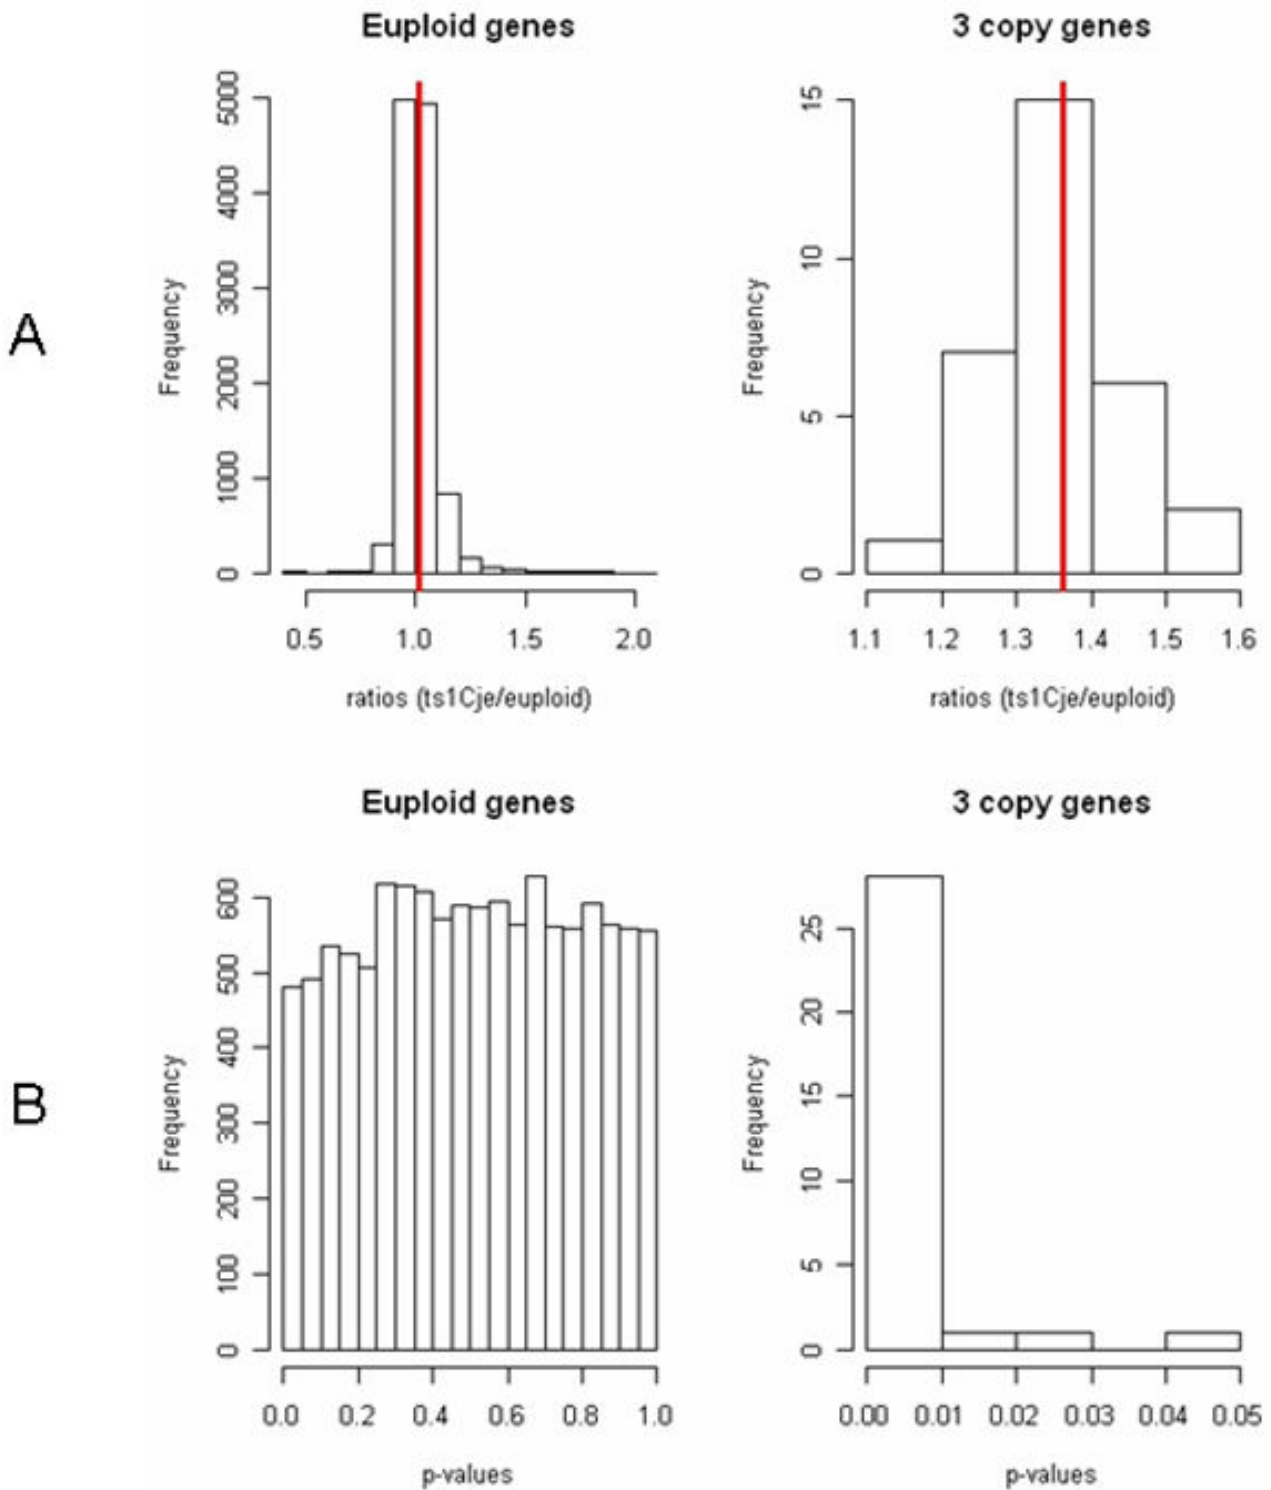 Euploid genes
3 copy genes
A
Frequency
5000
4000
3000
2000
1000
0
0.5 1.0 1.5 2.0
ratios (ts1Cje/euploid)
Frequency
15
10
5
0
1.1 1.2 1.3 1.4 1.5 1.6
ratios (ts1Cje/euploid)
Euploid genes
3 copy genes
B
Frequency
600
500
400
300
200
100
0
0.0 0.2 0.4 0.6 0.8 1.0
p-values
Frequency
25
20
15
10
5
0
0.00 0.01 0.02 0.03 0.04 0.05
p-values